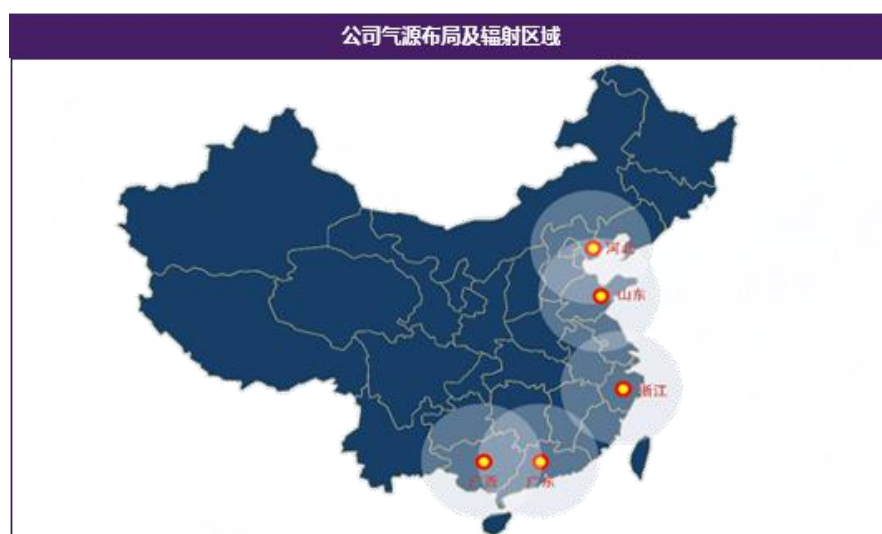 公司气源布局及辐射区域
河北
山东
浙江
广西
广东